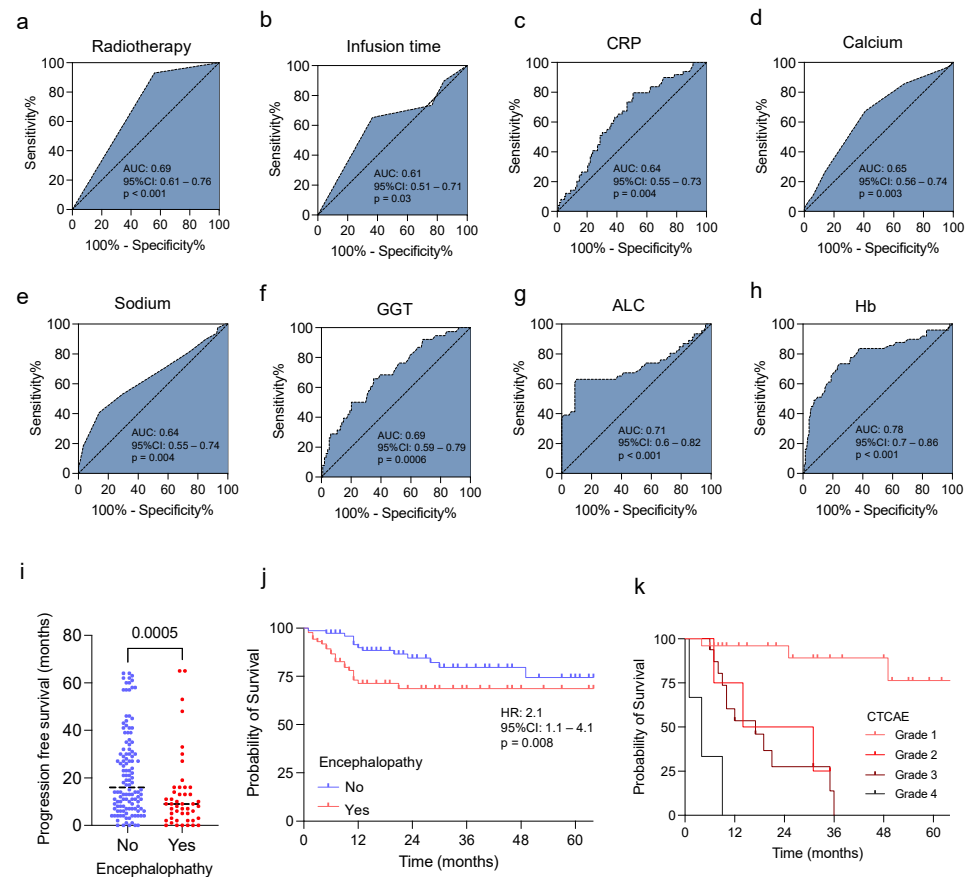 a
Radiotherapy
Sensitivity%
100
80
60
40
20
0
AUC: 0.69
95%CI: 0.61 – 0.76
p < 0.001
0 20 40 60 80 100
100% - Specificity%
b
Infusion time
Sensitivity%
100
80
60
40
20
0
AUC: 0.61
95%CI: 0.51 – 0.71
p = 0.03
0 20 40 60 80 100
100% - Specificity%
c
CRP
Sensitivity%
100
80
60
40
20
0
AUC: 0.64
95%CI: 0.55 – 0.73
p = 0.004
0 20 40 60 80 100
100% - Specificity%
d
Calcium
Sensitivity%
100
80
60
40
20
0
AUC: 0.65
95%CI: 0.56 – 0.74
p = 0.003
0 20 40 60 80 100
100% - Specificity%
e
Sodium
Sensitivity%
100
80
60
40
20
0
AUC: 0.64
95%CI: 0.55 – 0.74
p = 0.004
0 20 40 60 80 100
100% - Specificity%
f
GGT
Sensitivity%
100
80
60
40
20
0
AUC: 0.69
95%CI: 0.59 – 0.79
p = 0.0006
0 20 40 60 80 100
100% - Specificity%
g
ALC
Sensitivity%
100
80
60
40
20
0
AUC: 0.71
95%CI: 0.6 – 0.82
p < 0.001
0 20 40 60 80 100
100% - Specificity%
h
Hb
Sensitivity%
100
80
60
40
20
0
AUC: 0.78
95%CI: 0.7 – 0.86
p < 0.001
0 20 40 60 80 100
100% - Specificity%
i
Progression free survival (months)
80
60
40
20
0
0.0005
No Yes
Encephalophathy
j
Probability of Survival
100
75
50
25
0
HR: 2.1
95%CI: 1.1 – 4.1
p = 0.008
Encephalopathy
No
Yes
0 12 24 36 48 60
Time (months)
k
Probability of Survival
100
75
50
25
0
CTCAE
Grade 1
Grade 2
Grade 3
Grade 4
0 12 24 36 48 60
Time (months)